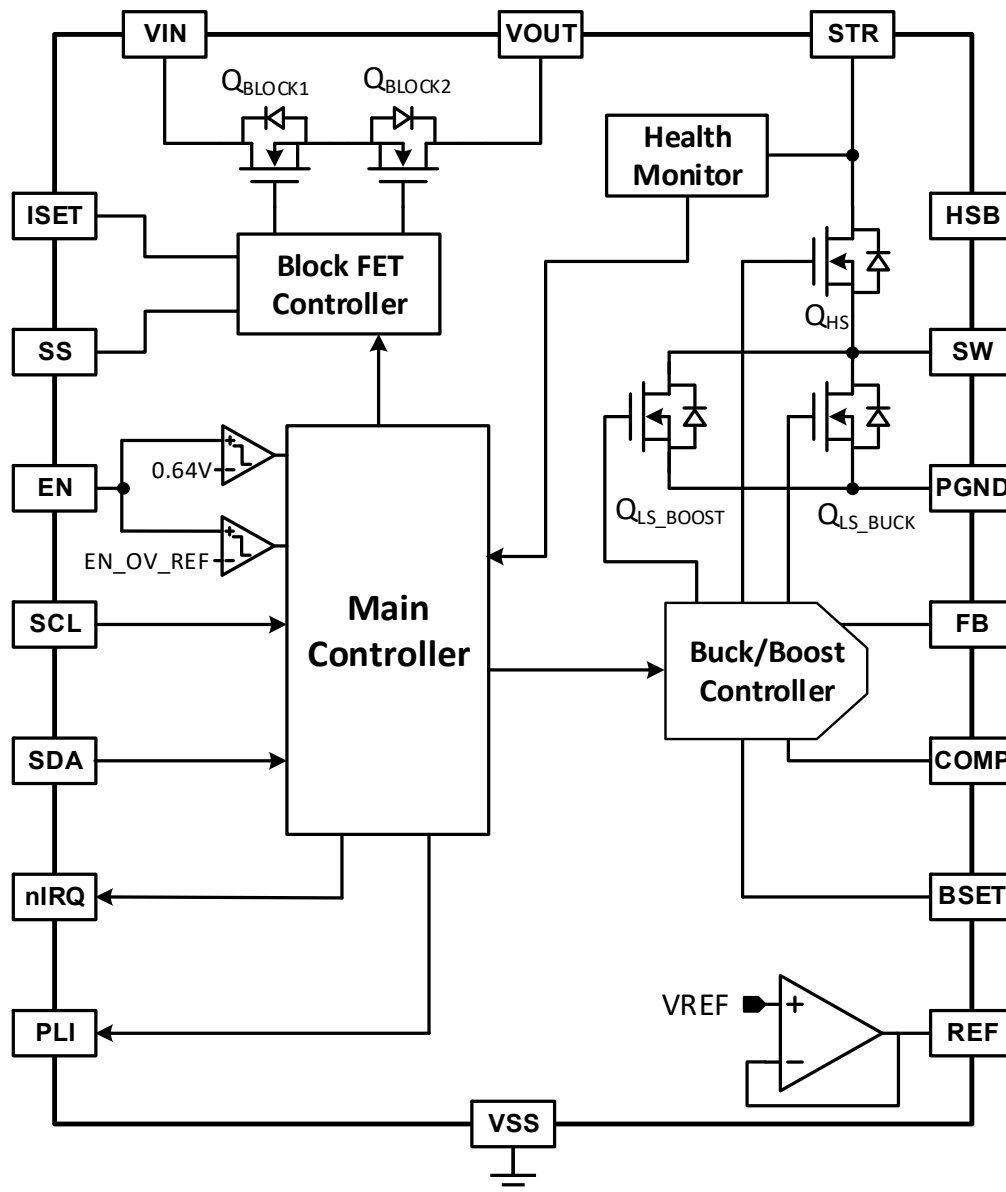 VIN
VOUT
STR
QBLOCK1
QBLOCK2
Health
Monitor
ISET
HSB
Block FET
Controller
QHS
SS
SW
EN
0.64V
PGND
QLS_BOOST
QLS_BUCK
EN_OV_REF
SCL
Main
Controller
FB
Buck/Boost
Controller
SDA
COMP
nIRQ
BSET
PLI
VREF
REF
VSS